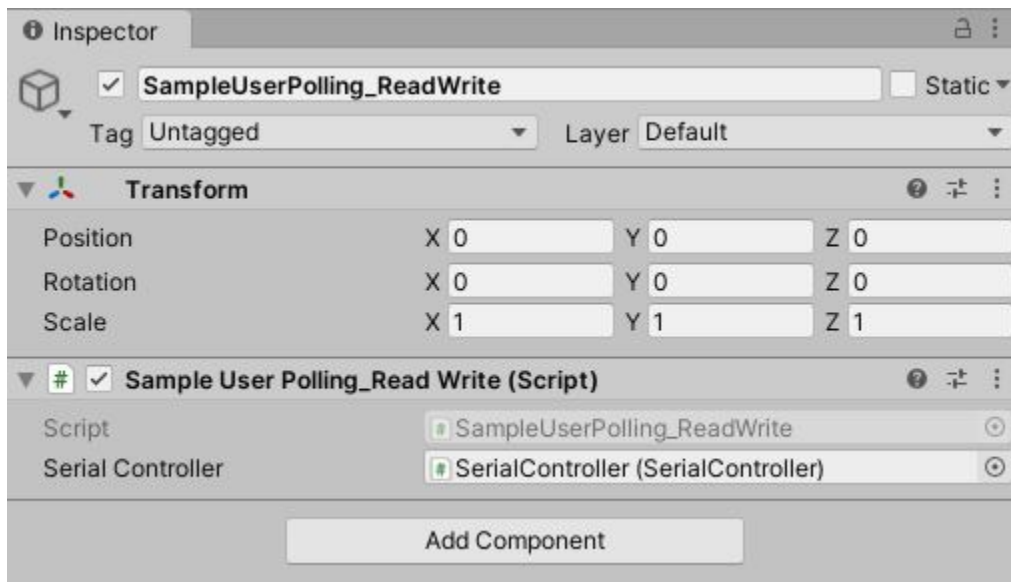 Inspector
SampleUserPolling_ReadWrite Static
Tag Untagged Layer Default
Transform
Position X 0 Y 0 Z 0
Rotation X 0 Y 0 Z 0
Scale X 1 Y 1 Z 1
# Sample User Polling_Read Write (Script)
Script # SampleUserPolling_ReadWrite
Serial Controller # SerialController (SerialController)
Add Component